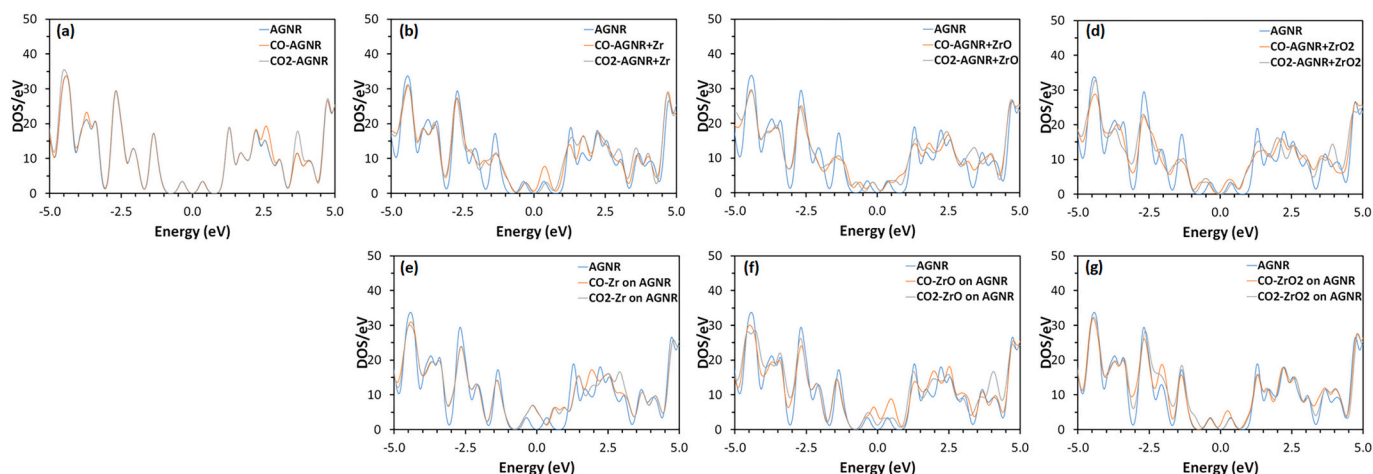 (a)
AGNR
CO-AGNR
CO2-AGNR
DOS/eV
50
40
30
20
10
0
-5.0 -2.5 0.0 2.5 5.0
Energy (eV)
(b)
AGNR
CO-AGNR+Zr
CO2-AGNR+Zr
DOS/eV
50
40
30
20
10
0
-5.0 -2.5 0.0 2.5 5.0
Energy (eV)
(c)
AGNR
CO-AGNR+ZrO
CO2-AGNR+ZrO
DOS/eV
50
40
30
20
10
0
-5.0 -2.5 0.0 2.5 5.0
Energy (eV)
(d)
AGNR
CO-AGNR+ZrO2
CO2-AGNR+ZrO2
DOS/eV
50
40
30
20
10
0
-5.0 -2.5 0.0 2.5 5.0
Energy (eV)
(e)
AGNR
CO-Zr on AGNR
CO2-Zr on AGNR
DOS/eV
50
40
30
20
10
0
-5.0 -2.5 0.0 2.5 5.0
Energy (eV)
(f)
AGNR
CO-ZrO on AGNR
CO2-ZrO on AGNR
DOS/eV
50
40
30
20
10
0
-5.0 -2.5 0.0 2.5 5.0
Energy (eV)
(g)
AGNR
CO-ZrO2 on AGNR
CO2-ZrO2 on AGNR
DOS/eV
50
40
30
20
10
0
-5.0 -2.5 0.0 2.5 5.0
Energy (eV)